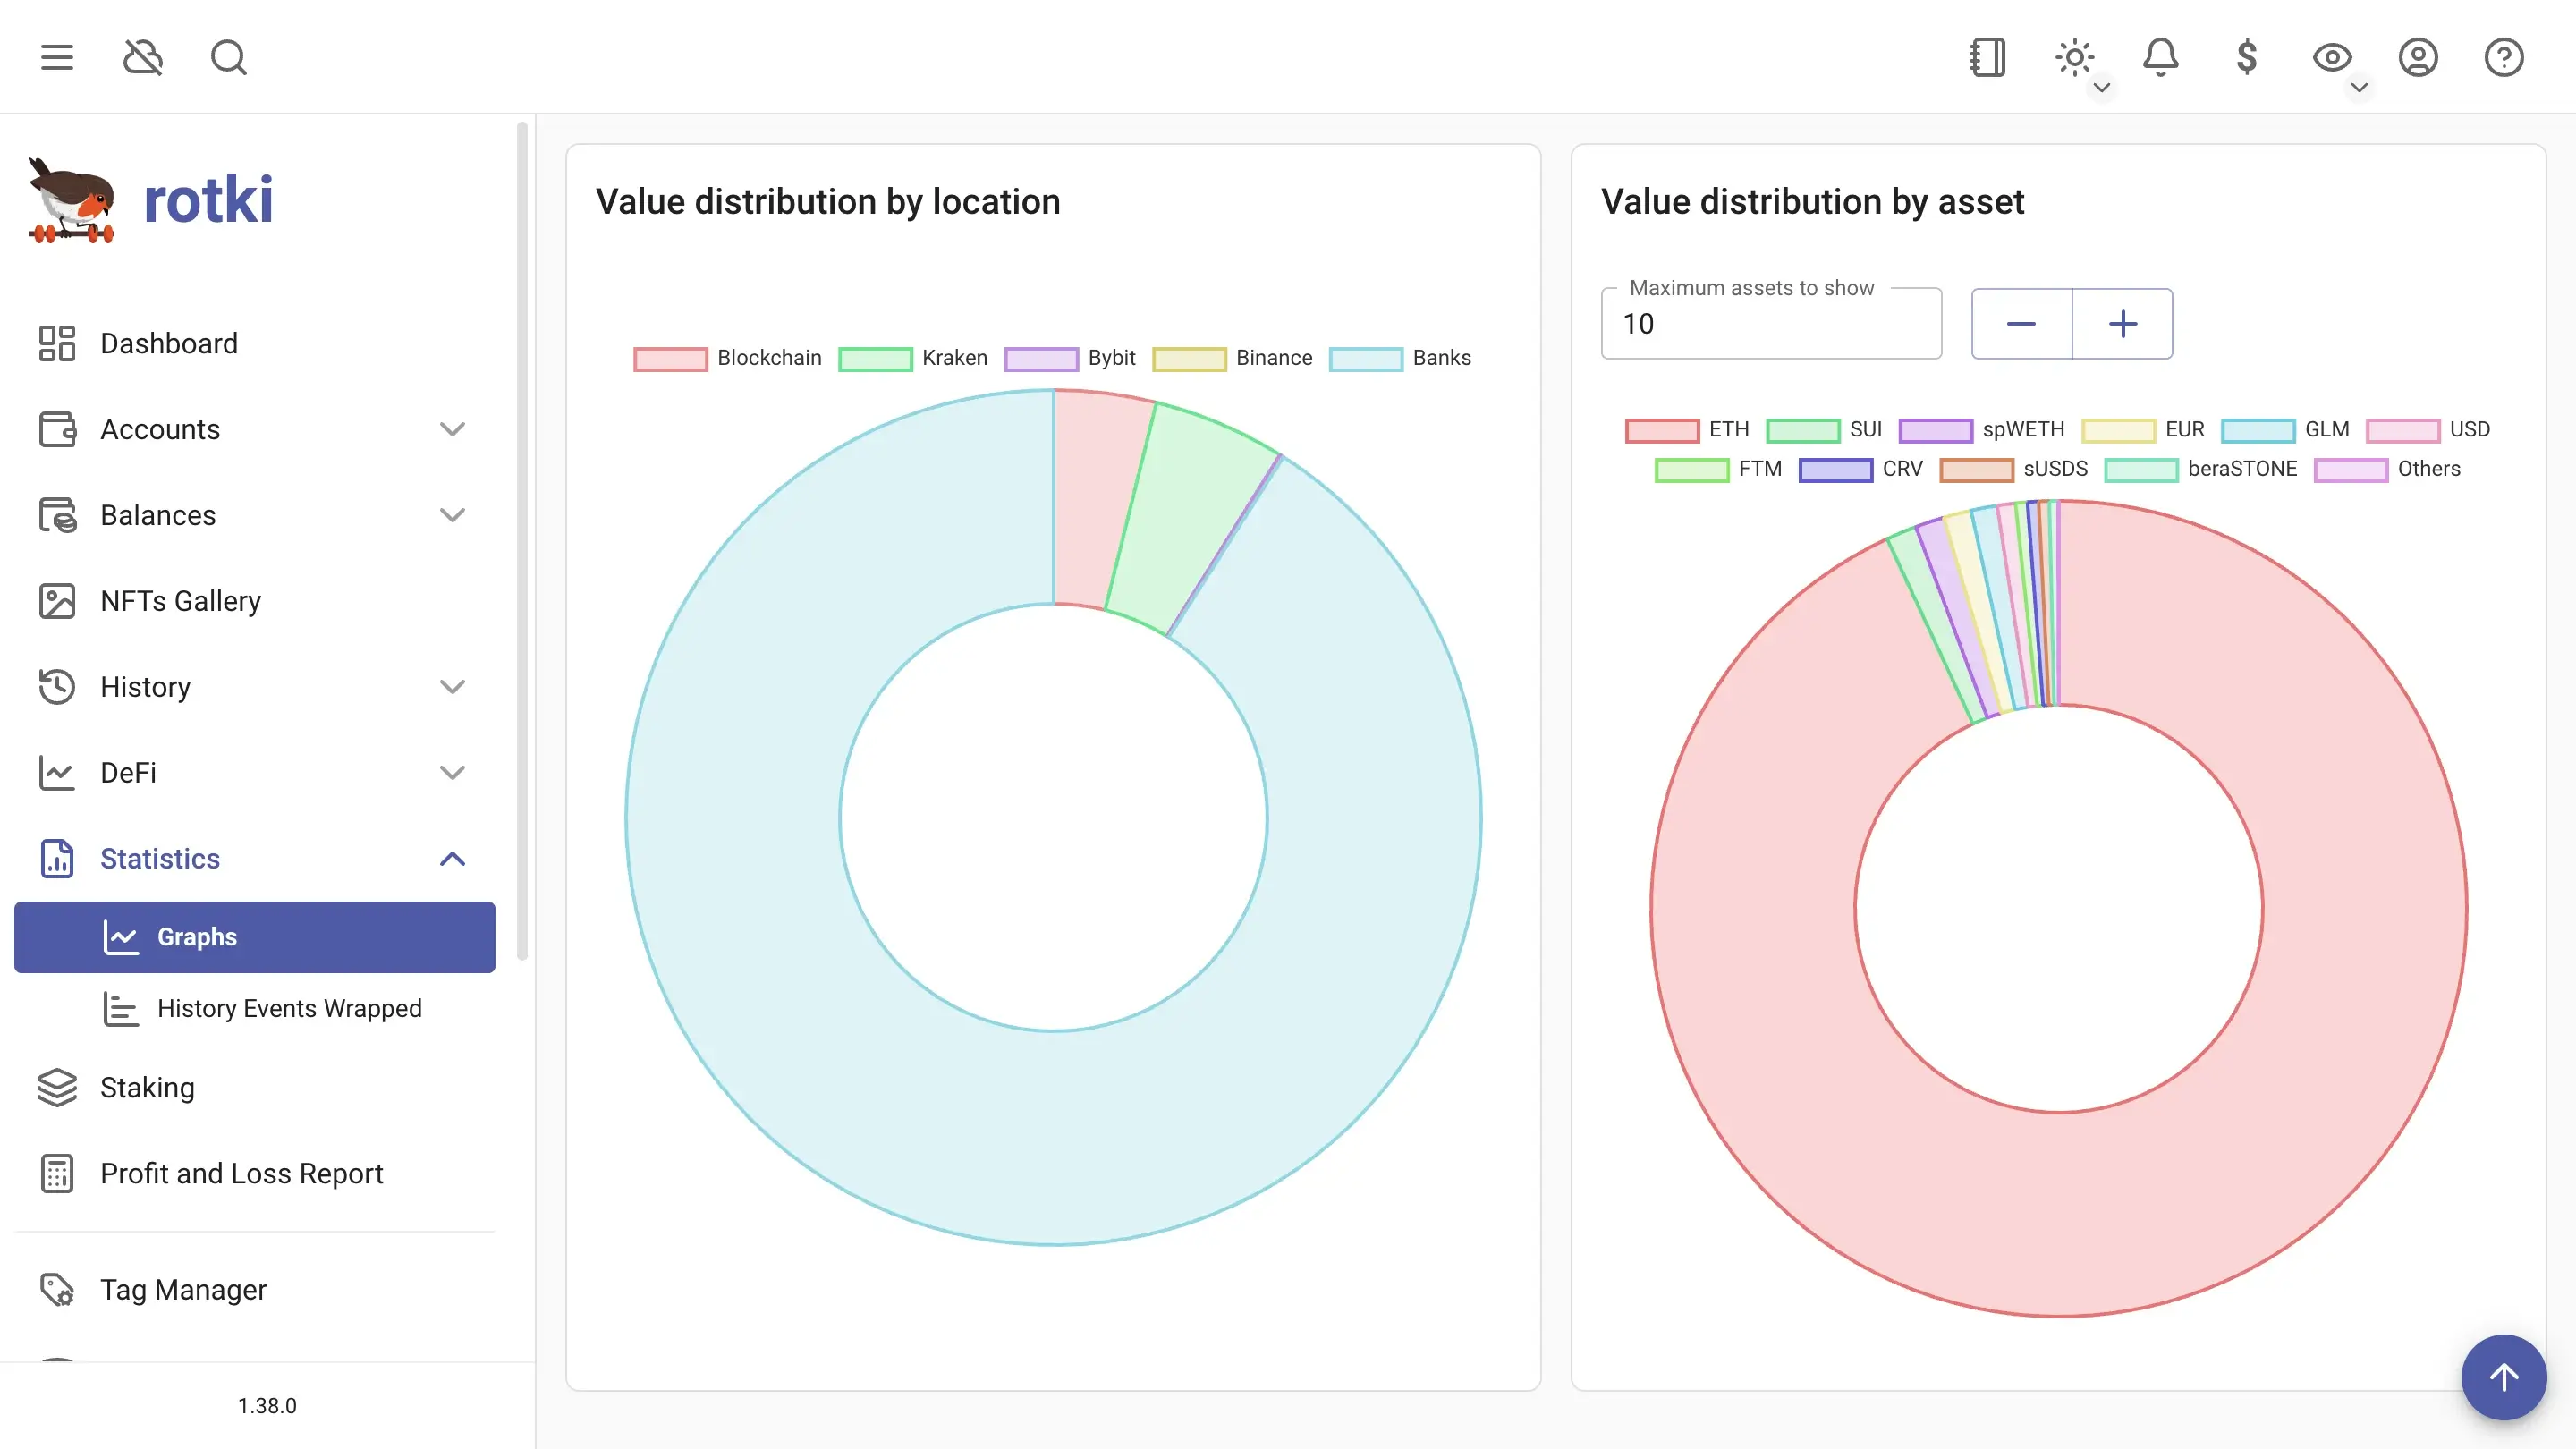 rotki
Dashboard
Accounts
Balances
NFTs Gallery
History
DeFi
Statistics
Graphs
History Events Wrapped
Staking
Profit and Loss Report
Tag Manager
1.38.0
Value distribution by location
Blockchain Kraken Bybit Binance Banks
Value distribution by asset
Maximum assets to show
10
ETH SUI spWETH EUR GLM USD
FTM CRV sUSDS beraSTONE Others